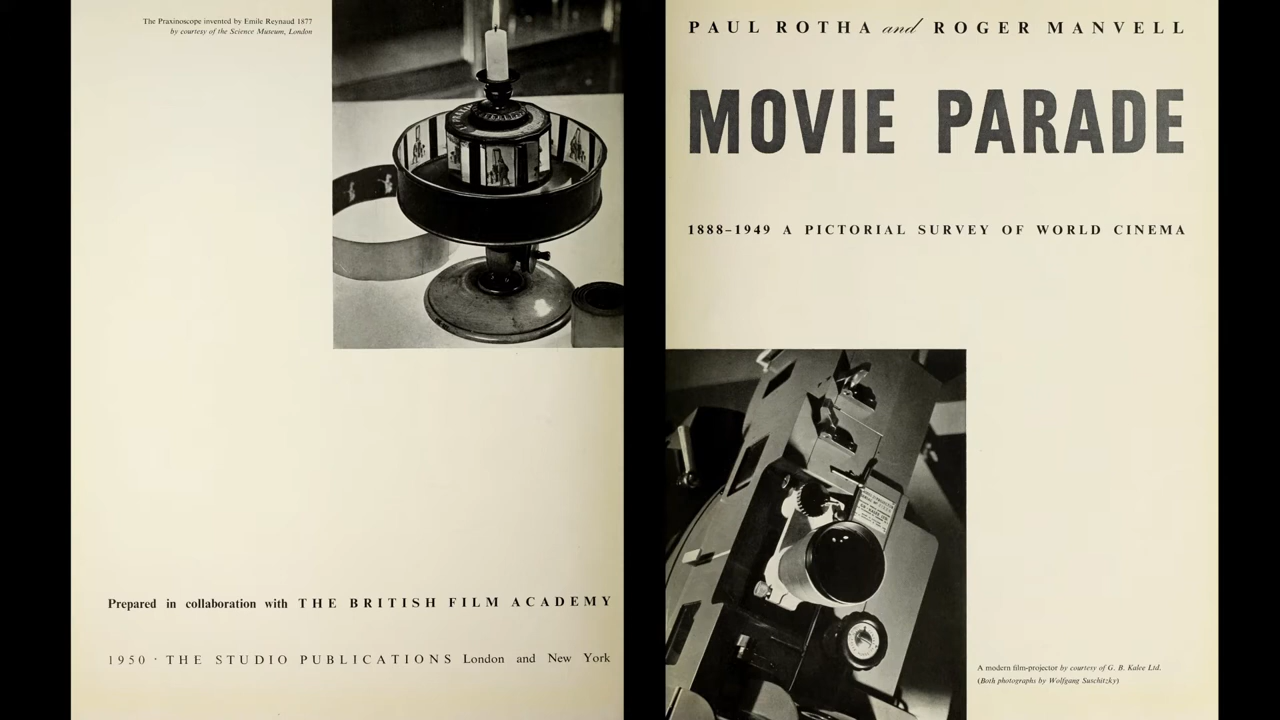 The Praxinoscope invented by Emile Reynaud 1877
by courtesy of the Science Museum, London
Prepared in collaboration with THE BRITISH FILM ACADEMY
1950 · THE STUDIO PUBLICATIONS London and New York
PAUL ROTHA and ROGER MANVELL
MOVIE PARADE
1888–1949 A PICTORIAL SURVEY OF WORLD CINEMA
A modern film-projector by courtesy of G. B. Kalee Ltd.
(Both photographs by Wolfgang Suschitzky)